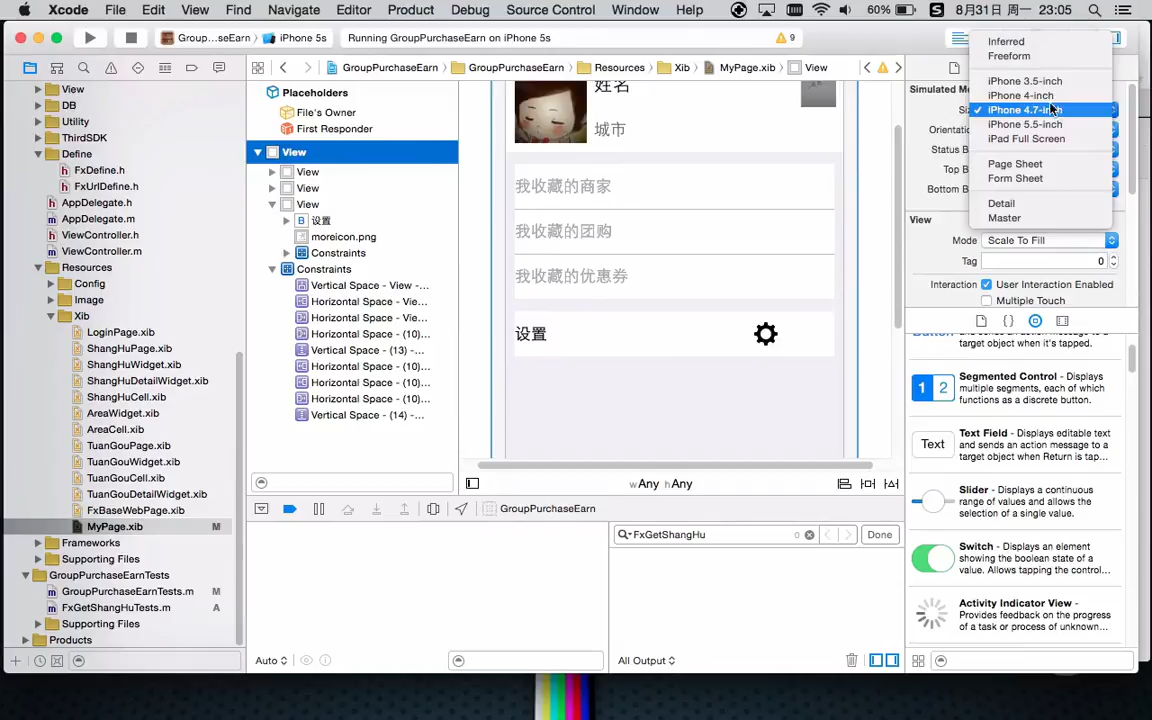 Xcode File Edit View Find Navigate Editor Product Debug Source Control Window Help 60% 8月31日 周一 23:05
Group...seEarn iPhone 5s Running GroupPurchaseEarn on iPhone 5s 9
GroupPurchaseEarn GroupPurchaseEarn Resources Xib MyPage.xib View
View
DB
Utility
ThirdSDK
Define
FxDefine.h
FxUrlDefine.h
AppDelegate.h
AppDelegate.m
ViewController.h
ViewController.m
Resources
Config
Image
Xib
LoginPage.xib
ShangHuPage.xib
ShangHuWidget.xib
ShangHuDetailWidget.xib
ShangHuCell.xib
AreaWidget.xib
AreaCell.xib
TuanGouPage.xib
TuanGouWidget.xib
TuanGouCell.xib
TuanGouDetailWidget.xib
FxBaseWebPage.xib
MyPage.xib M
Frameworks
Supporting Files
GroupPurchaseEarnTests
GroupPurchaseEarnTests.m M
FxGetShangHuTests.m A
Supporting Files
Products
Placeholders
File's Owner
First Responder
View
View
View
View
B 设置
moreicon.png
Constraints
Constraints
Vertical Space - View -...
Horizontal Space - Vie...
Horizontal Space - Vie...
Horizontal Space - (10)...
Vertical Space - (13) -...
Horizontal Space - (10)...
Horizontal Space - (10)...
Horizontal Space - (10)...
Vertical Space - (14) -...
姓名
城市
我收藏的商家
我收藏的团购
我收藏的优惠券
设置
wAny hAny
GroupPurchaseEarn
FxGetShangHu 0 Done
Auto
All Output
Inferred
Freeform
iPhone 3.5-inch
iPhone 4-inch
iPhone 4.7-inch
iPhone 5.5-inch
iPad Full Screen
Page Sheet
Form Sheet
Detail
Master
Simulated Me
Orientatio
Status B
Top B
Bottom B
View
Mode Scale To Fill
Tag 0
Interaction User Interaction Enabled
Multiple Touch
target object when it's tapped.
1 2 Segmented Control - Displays
multiple segments, each of which
functions as a discrete button.
Text Text Field - Displays editable text
and sends an action message to a
target object when Return is tap...
Slider - Displays a continuous
range of values and allows the
selection of a single value.
Switch - Displays an element
showing the boolean state of a
value. Allows tapping the control...
Activity Indicator View -
Provides feedback on the progress
of a task or process of unknown...